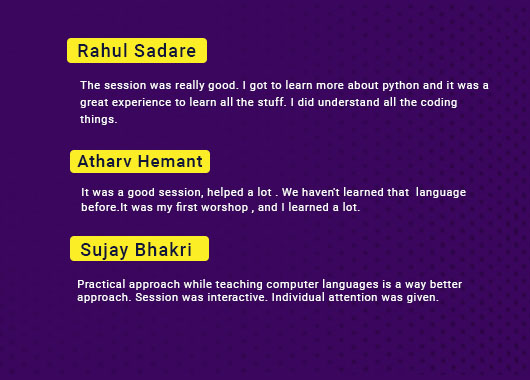 Rahul Sadare
The session was really good. I got to learn more about python and it was a
great experience to learn all the stuff. I did understand all the coding
things.
Atharv Hemant
It was a good session, helped a lot . We haven't learned that  language
before.It was my first worshop , and I learned a lot.
Sujay Bhakri
Practical approach while teaching computer languages is a way better
approach. Session was interactive. Individual attention was given.